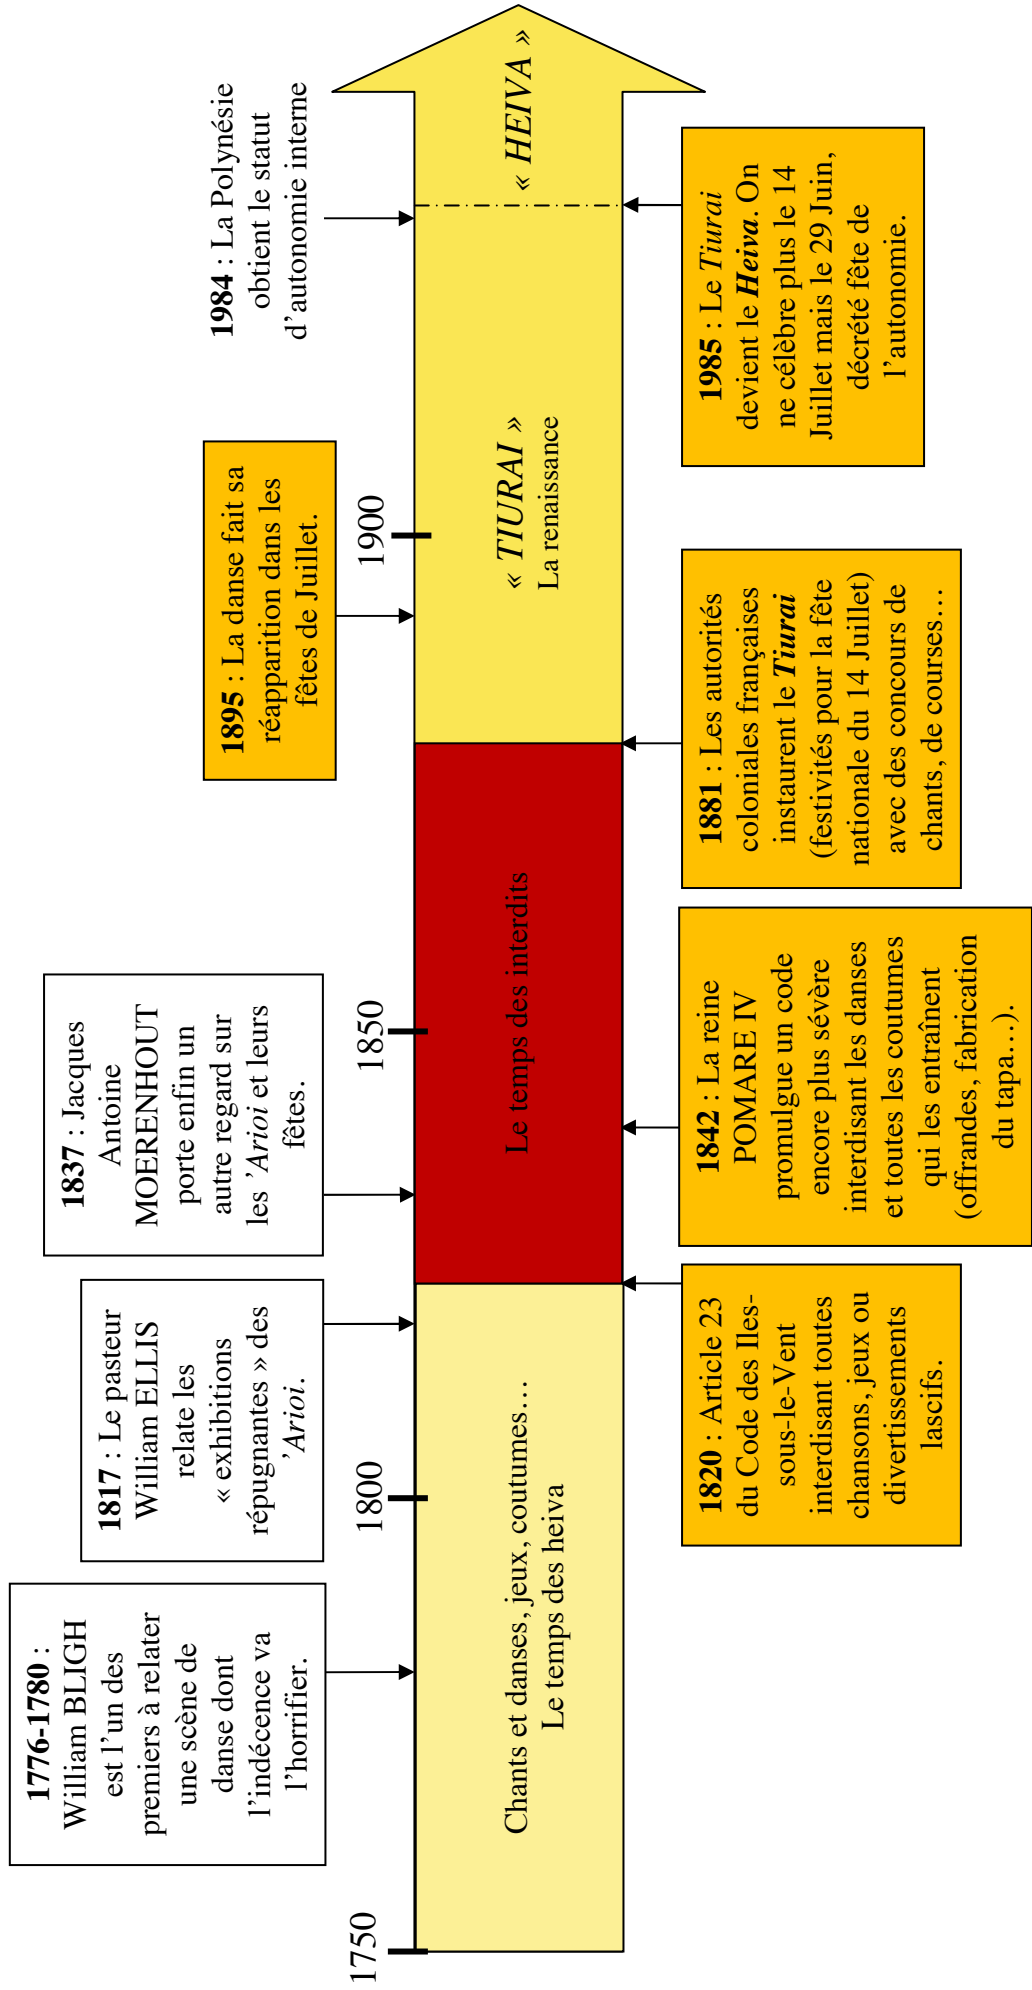 1776-1780 :
William BLIGH
est l'un des
premiers à relater
une scène de
danse dont
l'indécence va
l'horrifier.
1817 : Le pasteur
William ELLIS
relate les
« exhibitions
répugnantes » des
'Arioi.
1837 : Jacques
Antoine
MOERENHOUT
porte enfin un
autre regard sur
les 'Arioi et leurs
fêtes.
1895 : La danse fait sa
réapparition dans les
fêtes de Juillet.
1984 : La Polynésie
obtient le statut
d'autonomie interne
1750
1800
1850
1900
Chants et danses, jeux, coutumes…
Le temps des heiva
Le temps des interdits
« TIURAI »
La renaissance
« HEIVA »
1820 : Article 23
du Code des Iles-
sous-le-Vent
interdisant toutes
chansons, jeux ou
divertissements
lascifs.
1842 : La reine
POMARE IV
promulgue un code
encore plus sévère
interdisant les danses
et toutes les coutumes
qui les entraînent
(offrandes, fabrication
du tapa…).
1881 : Les autorités
coloniales françaises
instaurent le Tiurai
(festivités pour la fête
nationale du 14 Juillet)
avec des concours de
chants, de courses…
1985 : Le Tiurai
devient le Heiva. On
ne célèbre plus le 14
Juillet mais le 29 Juin,
décrété fête de
l'autonomie.